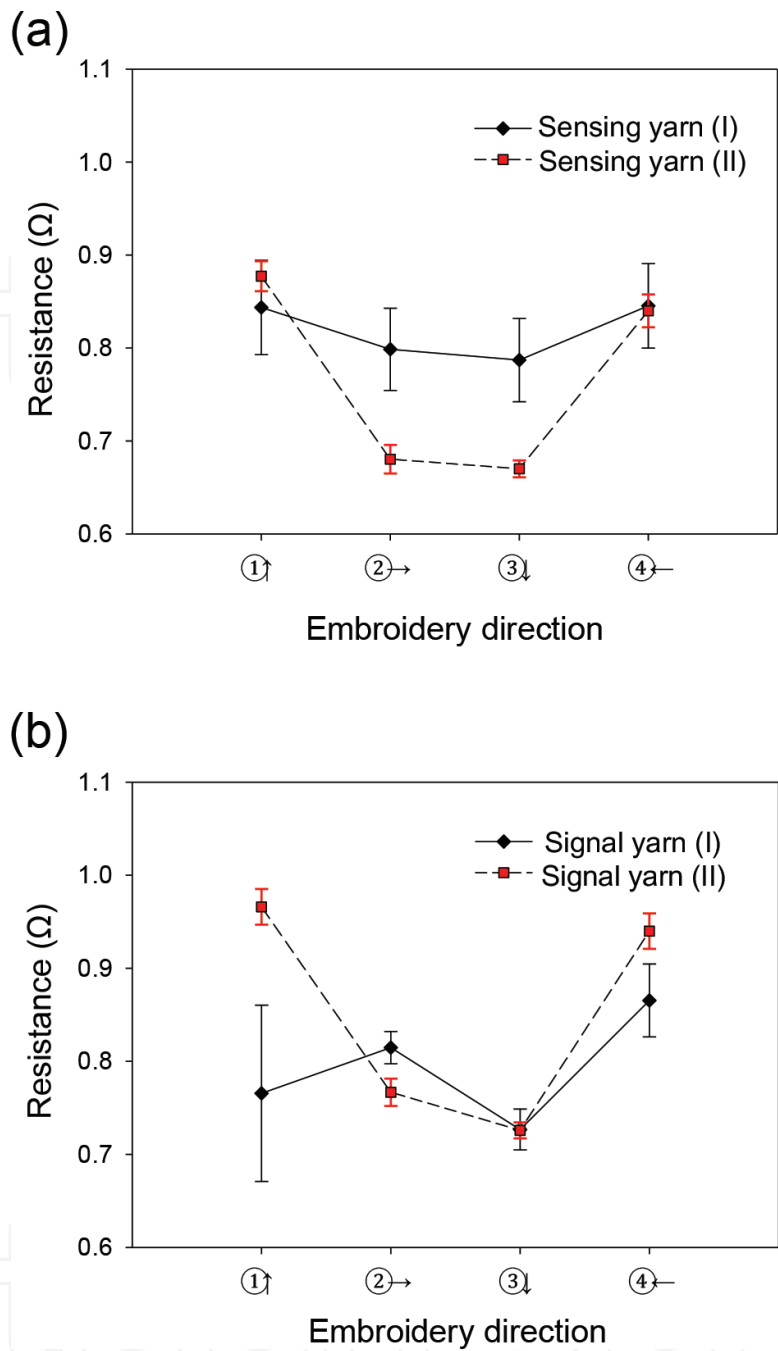 (a)
1.1
1.0
0.9
0.8
0.7
0.6
Resistance (Ω)
Sensing yarn (I)
Sensing yarn (II)
①↑ ②→ ③↓ ④←
Embroidery direction
(b)
1.1
1.0
0.9
0.8
0.7
0.6
Resistance (Ω)
Signal yarn (I)
Signal yarn (II)
①↑ ②→ ③↓ ④←
Embroidery direction